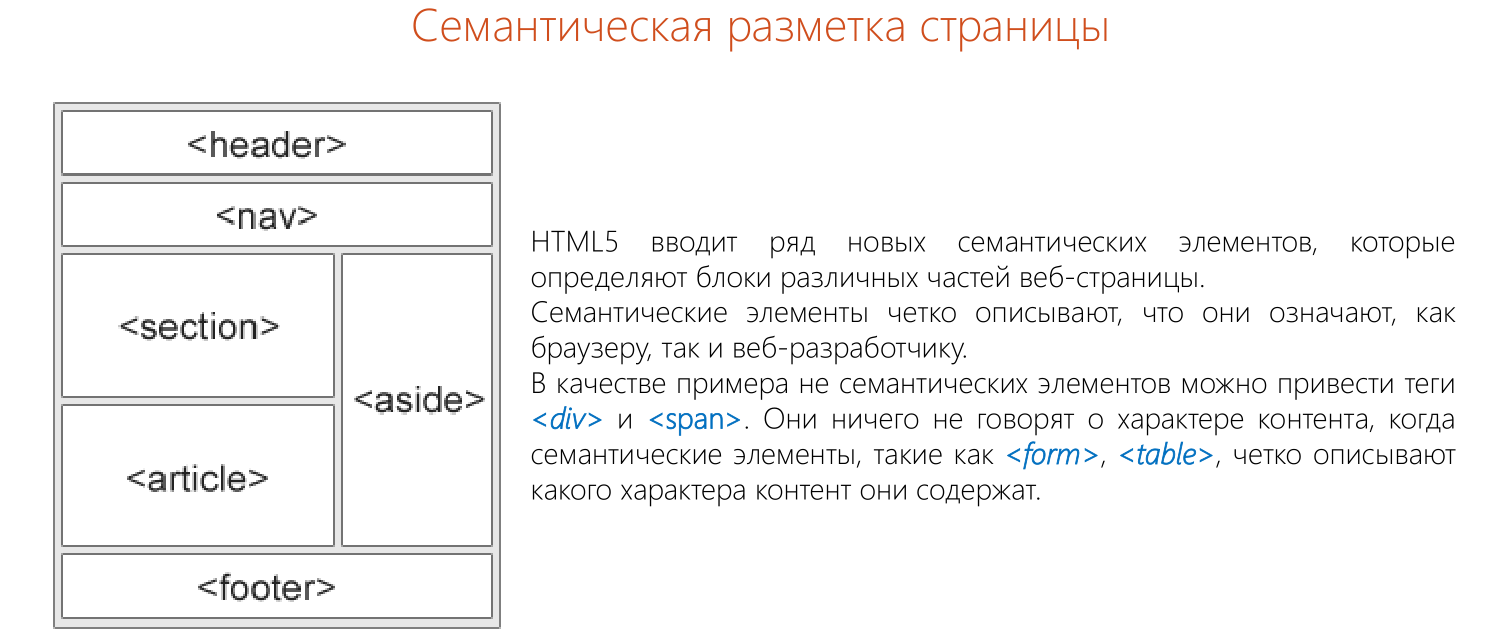 Семантическая разметка страницы
<header>
<nav>
<section>
<aside>
<article>
<footer>
HTML5 вводит ряд новых семантических элементов, которые
определяют блоки различных частей веб-страницы.
Семантические элементы четко описывают, что они означают, как
браузеру, так и веб-разработчику.
В качестве примера не семантических элементов можно привести теги
<div> и <span>. Они ничего не говорят о характере контента, когда
семантические элементы, такие как <form>, <table>, четко описывают
какого характера контент они содержат.